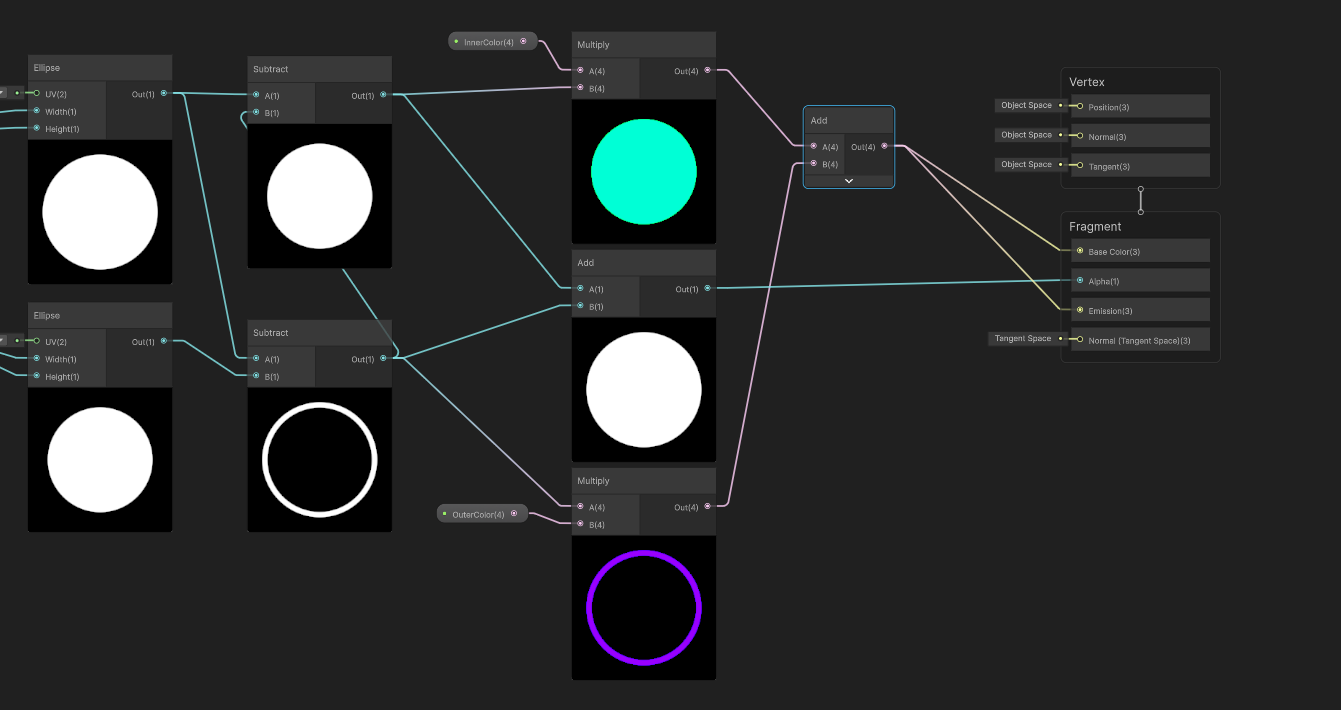 Ellipse
UV(2)
Out(1)
Width(1)
Height(1)
Ellipse
UV(2)
Out(1)
Width(1)
Height(1)
Subtract
A(1)
Out(1)
B(1)
Subtract
A(1)
Out(1)
B(1)
InnerColor(4)
OuterColor(4)
Multiply
A(4)
Out(4)
B(4)
Add
A(1)
Out(1)
B(1)
Multiply
A(4)
Out(4)
B(4)
Add
A(4)
Out(4)
B(4)
Vertex
Object Space
Position(3)
Object Space
Normal(3)
Object Space
Tangent(3)
Fragment
Base Color(3)
Alpha(1)
Emission(3)
Tangent Space
Normal (Tangent Space)(3)